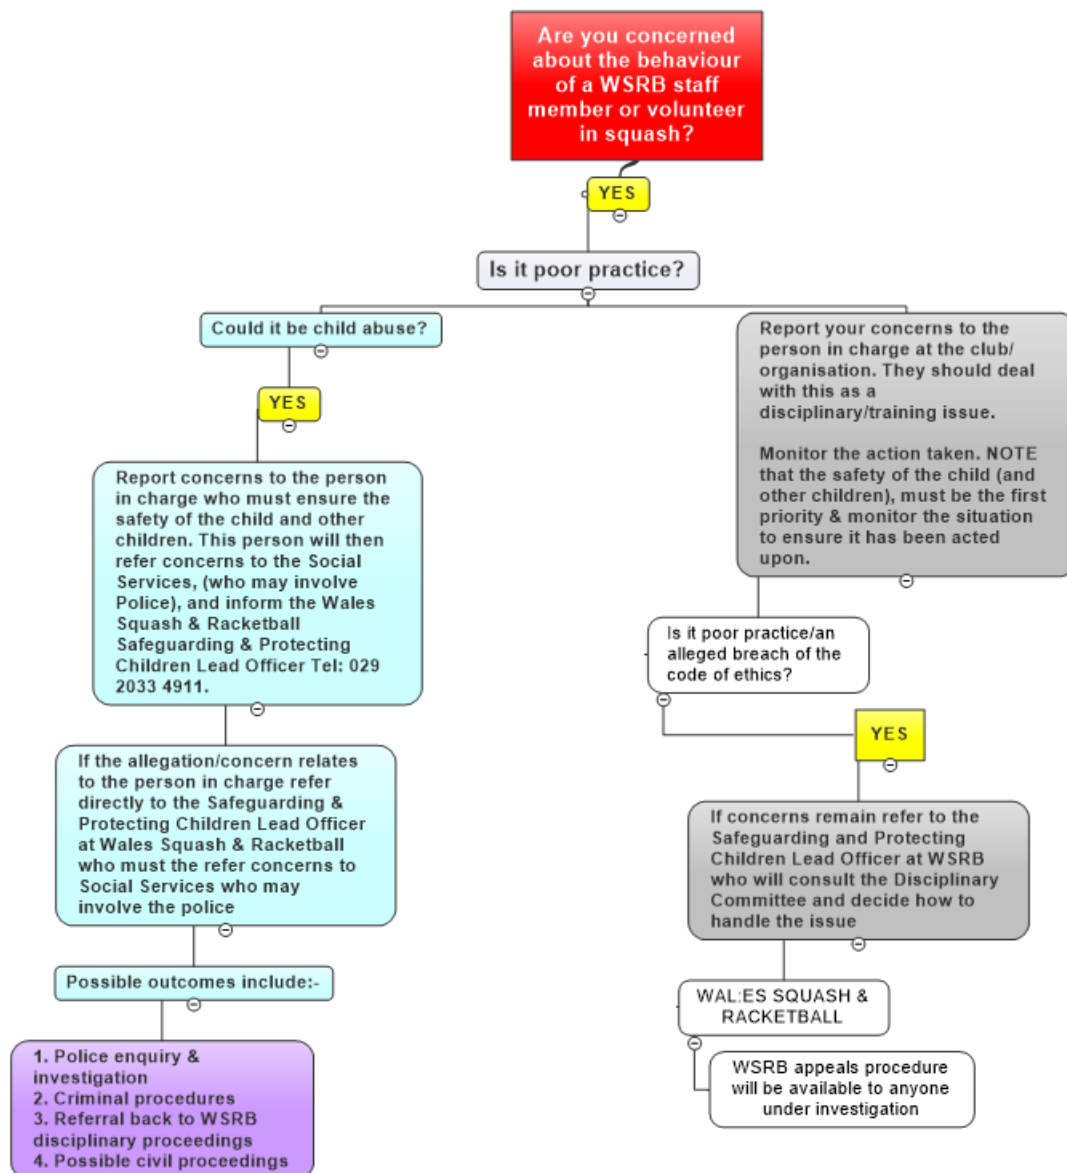 Are you concerned
about the behaviour
of a WSRB staff
member or volunteer
in squash?
YES
Is it poor practice?
Could it be child abuse?
YES
Report concerns to the person
in charge who must ensure the
safety of the child and other
children. This person will then
refer concerns to the Social
Services, (who may involve
Police), and inform the Wales
Squash & Racketball
Safeguarding & Protecting
Children Lead Officer Tel: 029
2033 4911.
If the allegation/concern relates
to the person in charge refer
directly to the Safeguarding &
Protecting Children Lead Officer
at Wales Squash & Racketball
who must the refer concerns to
Social Services who may
involve the police
Possible outcomes include:-
1. Police enquiry &
investigation
2. Criminal procedures
3. Referral back to WSRB
disciplinary proceedings
4. Possible civil proceedings
Report your concerns to the
person in charge at the club/
organisation. They should deal
with this as a
disciplinary/training issue.
Monitor the action taken. NOTE
that the safety of the child (and
other children), must be the first
priority & monitor the situation
to ensure it has been acted
upon.
Is it poor practice/an
alleged breach of the
code of ethics?
YES
If concerns remain refer to the
Safeguarding and Protecting
Children Lead Officer at WSRB
who will consult the Disciplinary
Committee and decide how to
handle the issue
WAL:ES SQUASH &
RACKETBALL
WSRB appeals procedure
will be available to anyone
under investigation